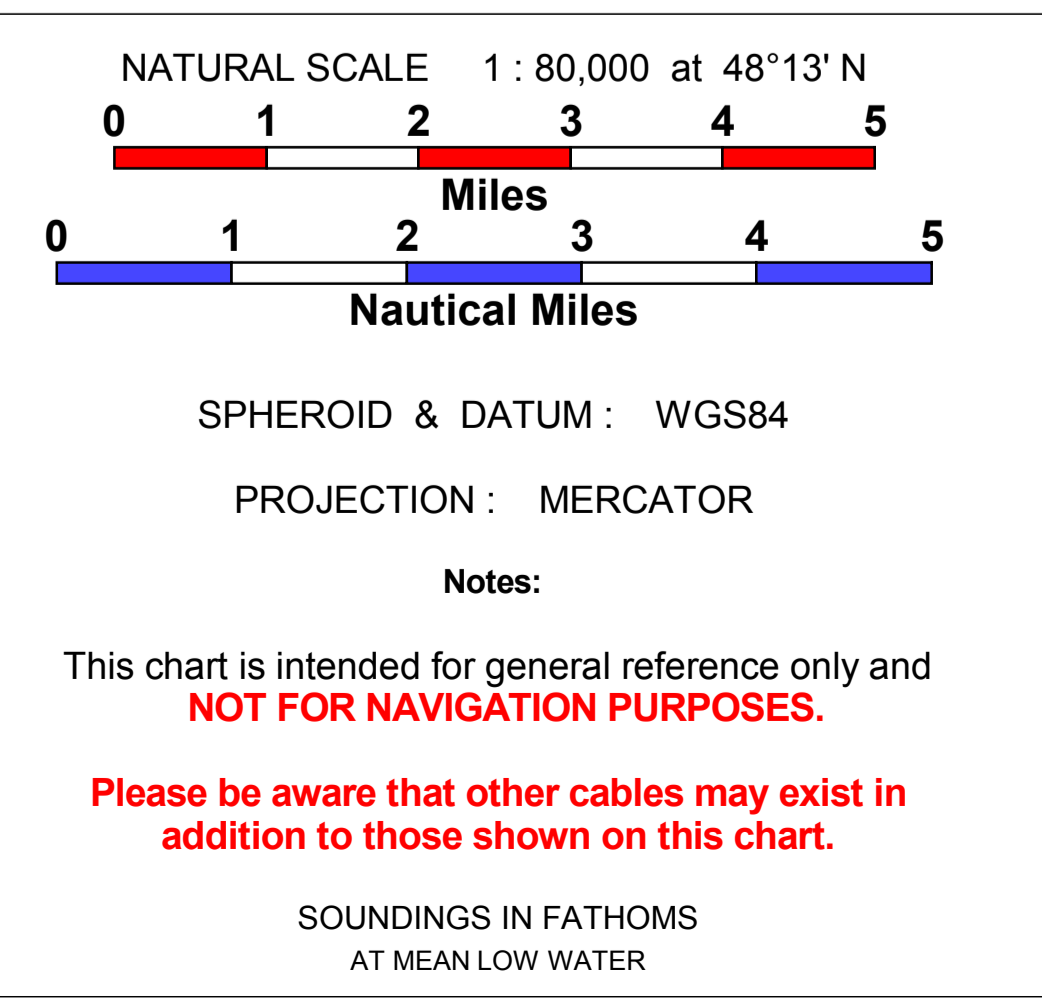 NATURAL SCALE 1 : 80,000 at 48°13' N
0 1 2 3 4 5
Miles
0 1 2 3 4 5
Nautical Miles
SPHEROID & DATUM : WGS84
PROJECTION : MERCATOR
Notes:
This chart is intended for general reference only and
NOT FOR NAVIGATION PURPOSES.
Please be aware that other cables may exist in
addition to those shown on this chart.
SOUNDINGS IN FATHOMS
AT MEAN LOW WATER